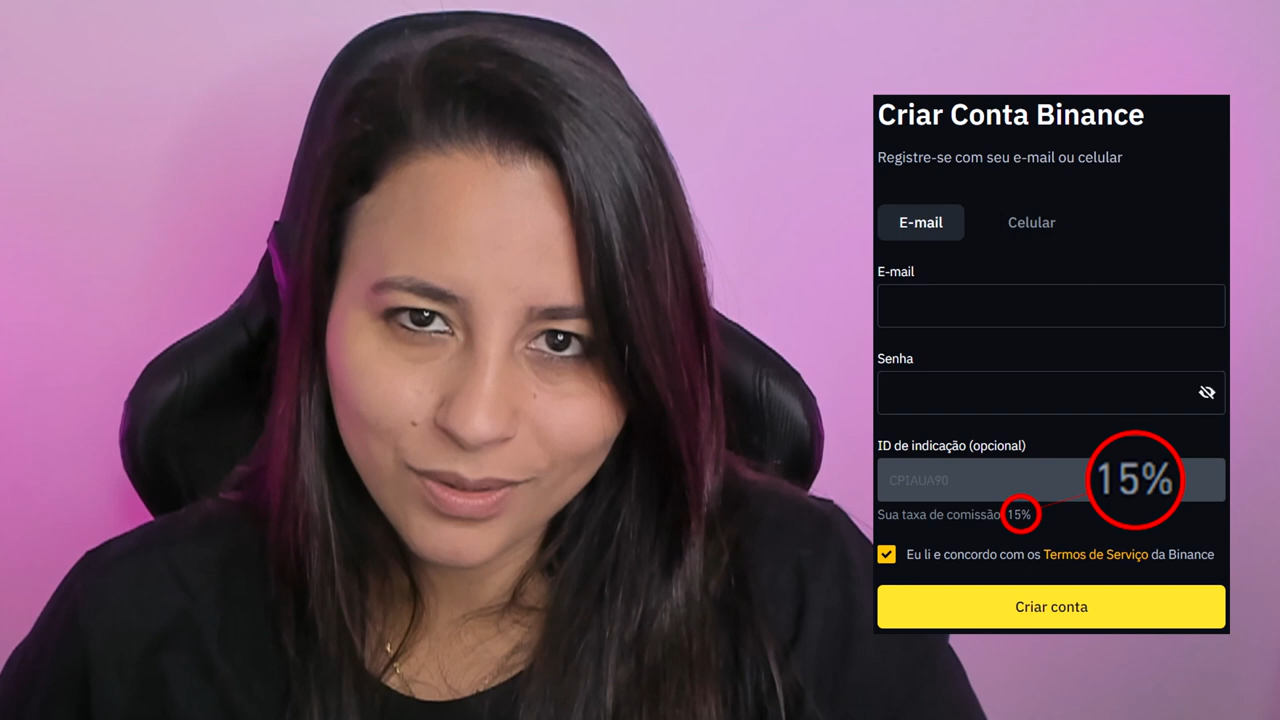 Criar Conta Binance
Registre-se com seu e-mail ou celular
E-mail Celular
E-mail
Senha
ID de indicação (opcional)
CPIAUA90
15%
Sua taxa de comissão 15%
Eu li e concordo com os Termos de Serviço da Binance
Criar conta